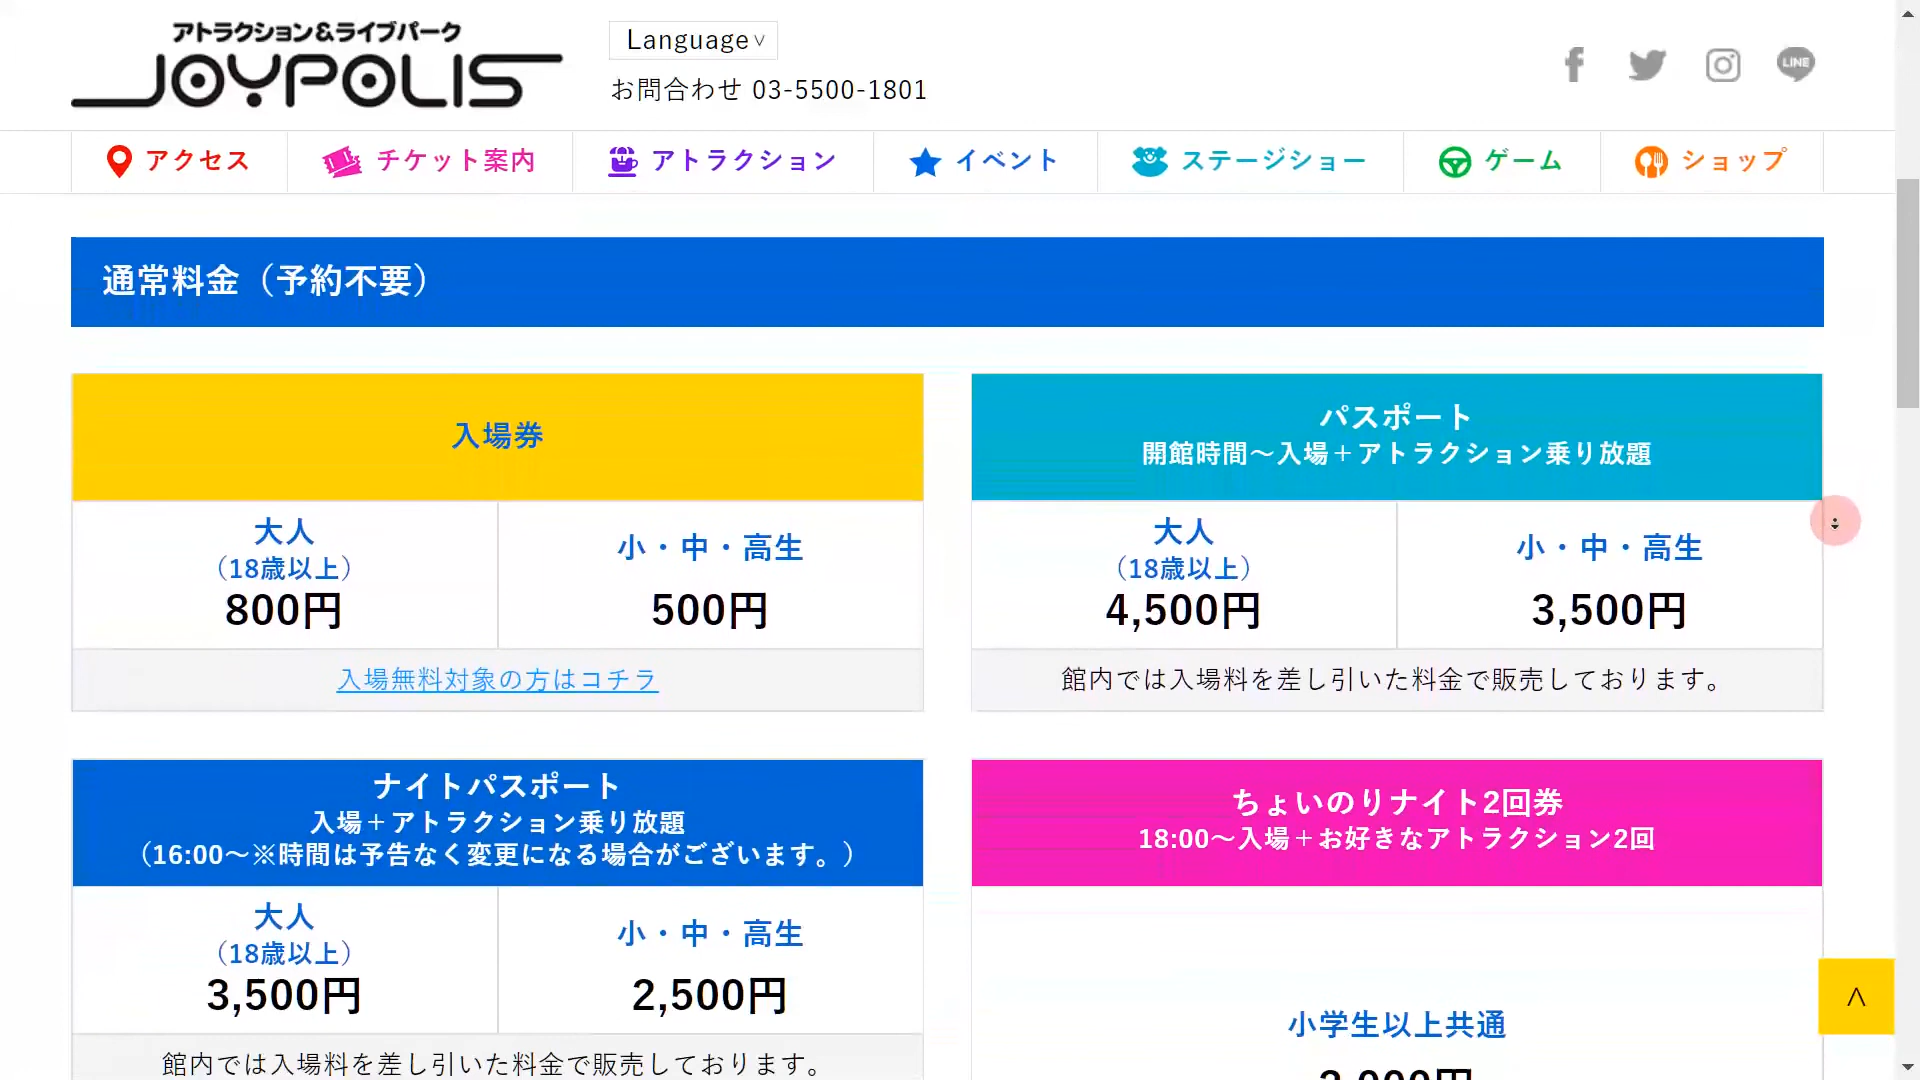 アトラクション&ライブパーク
JOYPOLIS
Language
お問合わせ 03-5500-1801
LINE
アクセス
チケット案内
アトラクション
イベント
ステージショー
ゲーム
ショップ
通常料金（予約不要）
入場券
大人
（18歳以上）
800円
小・中・高生
500円
入場無料対象の方はコチラ
パスポート
開館時間～入場＋アトラクション乗り放題
大人
（18歳以上）
4,500円
小・中・高生
3,500円
館内では入場料を差し引いた料金で販売しております。
ナイトパスポート
入場＋アトラクション乗り放題
（16:00～※時間は予告なく変更になる場合がございます。）
大人
（18歳以上）
3,500円
小・中・高生
2,500円
館内では入場料を差し引いた料金で販売しております。
ちょいのりナイト2回券
18:00～入場＋お好きなアトラクション2回
小学生以上共通